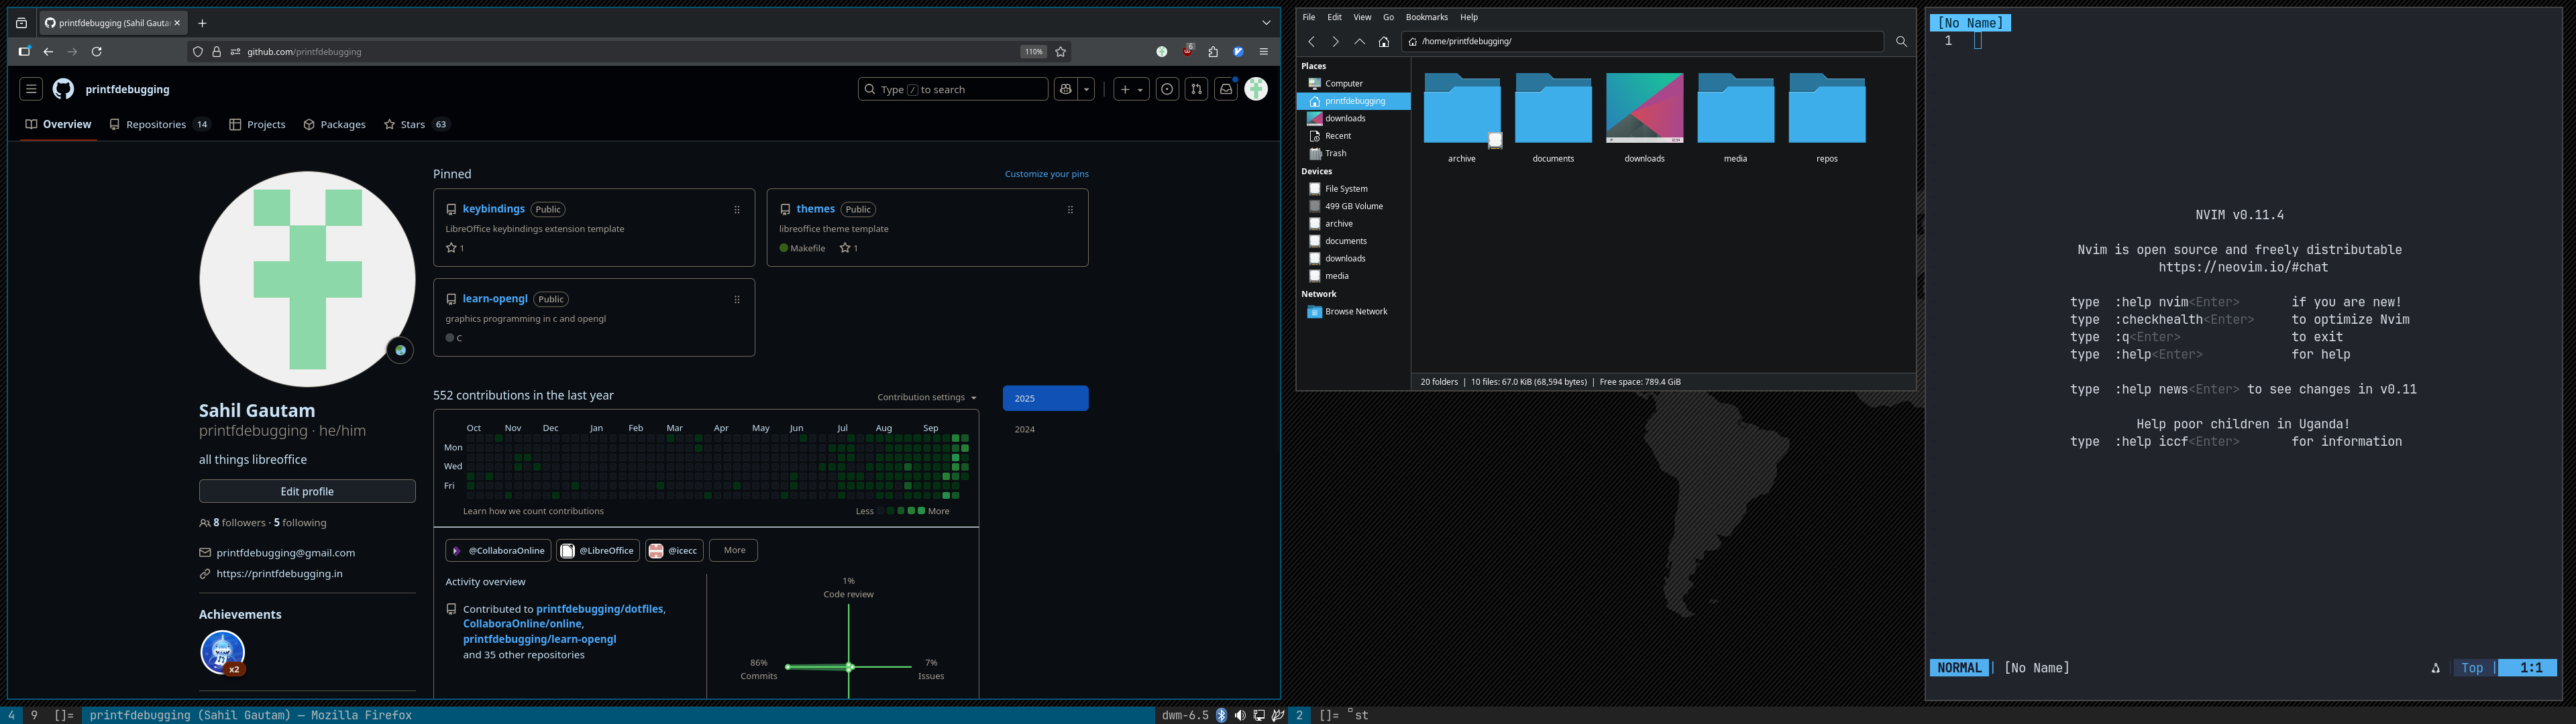 printfdebugging (Sahil Gauta
github.com/printfdebugging
110%
6
printfdebugging
Type / to search
Overview
Repositories 14
Projects
Packages
Stars 63
Sahil Gautam
printfdebugging · he/him
all things libreoffice
Edit profile
8 followers · 5 following
printfdebugging@gmail.com
https://printfdebugging.in
Achievements
x2
Pinned
Customize your pins
keybindings Public
LibreOffice keybindings extension template
1
themes Public
libreoffice theme template
Makefile 1
learn-opengl Public
graphics programming in c and opengl
C
552 contributions in the last year
Contribution settings
2025
2024
Oct Nov Dec Jan Feb Mar Apr May Jun Jul Aug Sep
Mon
Wed
Fri
Learn how we count contributions
Less More
@CollaboraOnline @LibreOffice @icecc More
Activity overview
Contributed to printfdebugging/dotfiles,
CollaboraOnline/online,
printfdebugging/learn-opengl
and 35 other repositories
1%
Code review
86%
Commits
7%
Issues
File Edit View Go Bookmarks Help
/home/printfdebugging/
Places
Computer
printfdebugging
downloads
Recent
Trash
Devices
File System
499 GB Volume
archive
documents
downloads
media
Network
Browse Network
archive documents downloads media repos
20 folders | 10 files: 67.0 KiB (68,594 bytes) | Free space: 789.4 GiB
[No Name]
1
NVIM v0.11.4
Nvim is open source and freely distributable
https://neovim.io/#chat
type :help nvim<Enter> if you are new!
type :checkhealth<Enter> to optimize Nvim
type :q<Enter> to exit
type :help<Enter> for help
type :help news<Enter> to see changes in v0.11
Help poor children in Uganda!
type :help iccf<Enter> for information
NORMAL | [No Name]
Top | 1:1
4 9 []= printfdebugging (Sahil Gautam) — Mozilla Firefox
dwm-6.5
2 []= st